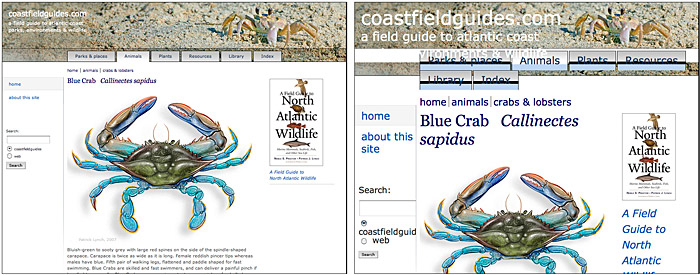 coastfieldguides.com
a field guide to atlantic coast
parks, environments & wildlife
Parks & places
Animals
Plants
Resources
Library
Index
home | animals | crabs & lobsters
home
about this site
Blue Crab Callinectes sapidus
Search:
coastfieldguides
web
Search
A Field Guide to
North
Atlantic
Wildlife
A Field Guide to
North Atlantic Wildlife
Bluish-green to sooty grey with large red spines on the side of the spindle-shaped
carapace. Carapace is twice as wide as it is long. Female reddish pincer tips whereas
males have blue. Fifth pair of walking legs, flattened and paddle shaped for fast
swimming. Blue Crabs are skilled and fast swimmers, and can deliver a painful pinch if
coastfieldguides.com
a field guide to atlantic coast
vironments & wildlife
Parks & places
Animals
Plants
Resources
Library
Index
home | animals | crabs & lobsters
home
about this
site
Blue Crab Callinectes
sapidus
Search:
coastfieldguid
web
Search
A Field Guide to
North
Atlantic
Wildlife
A Field
Guide to
North
Atlantic
Wildlife